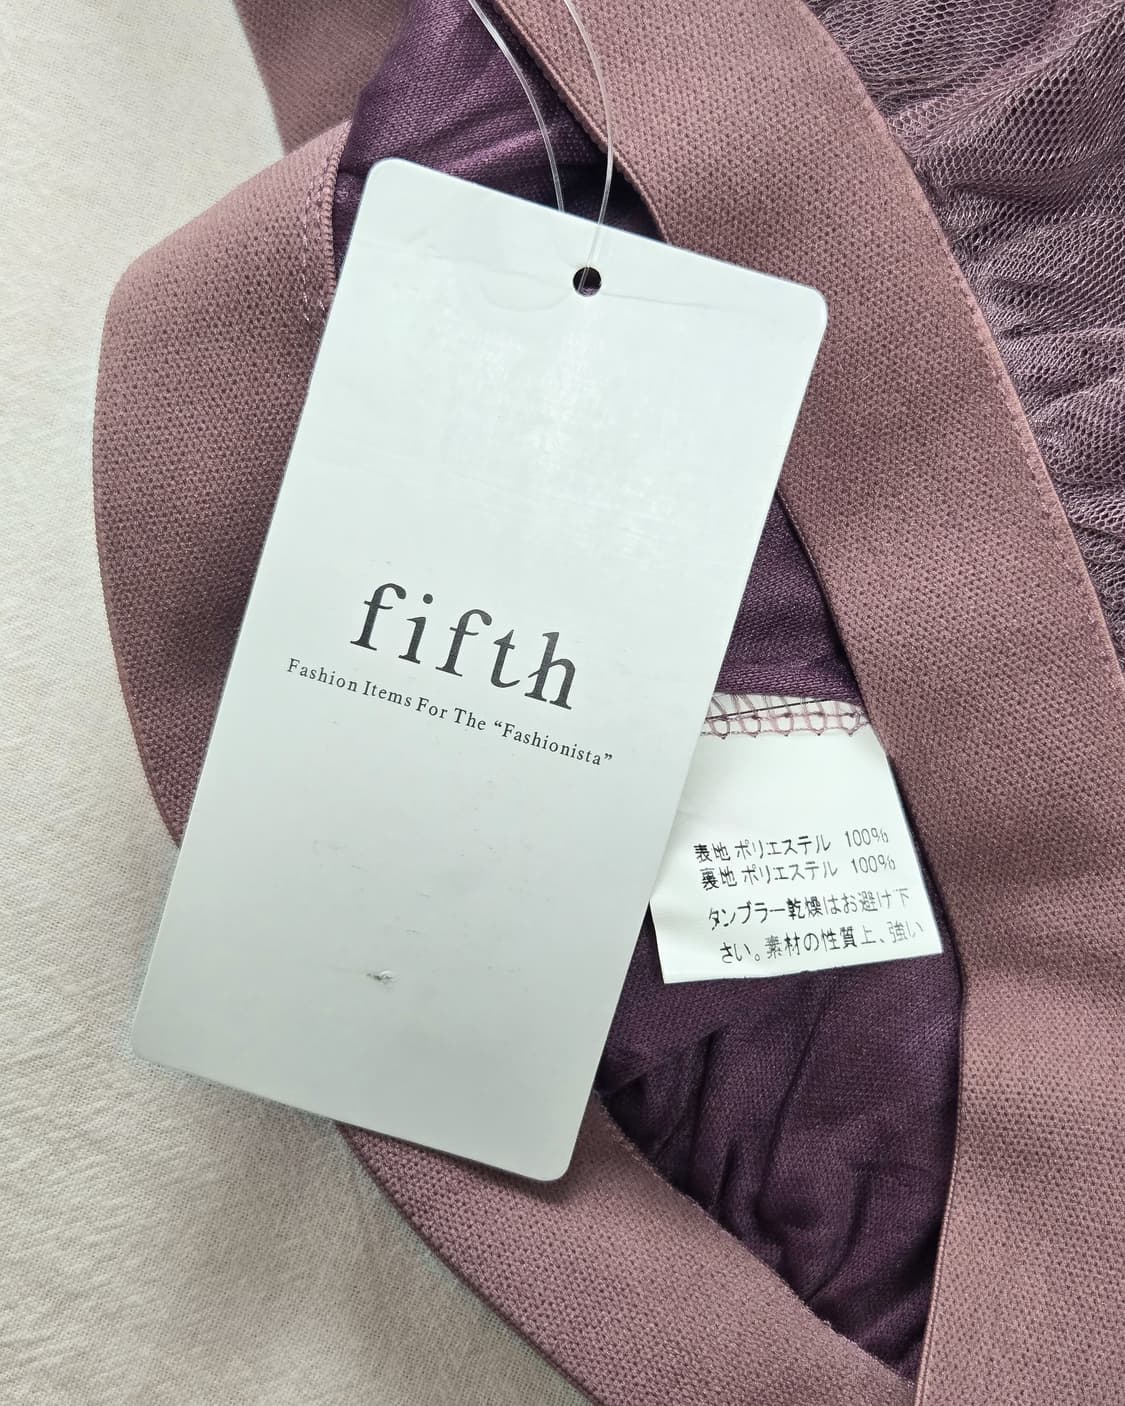 fifth
Fashion Items For The “Fashionista”
表地 ポリエステル 100%
裏地 ポリエステル 100%
タンブラー乾燥はお避け下
さい。素材の性質上、強い